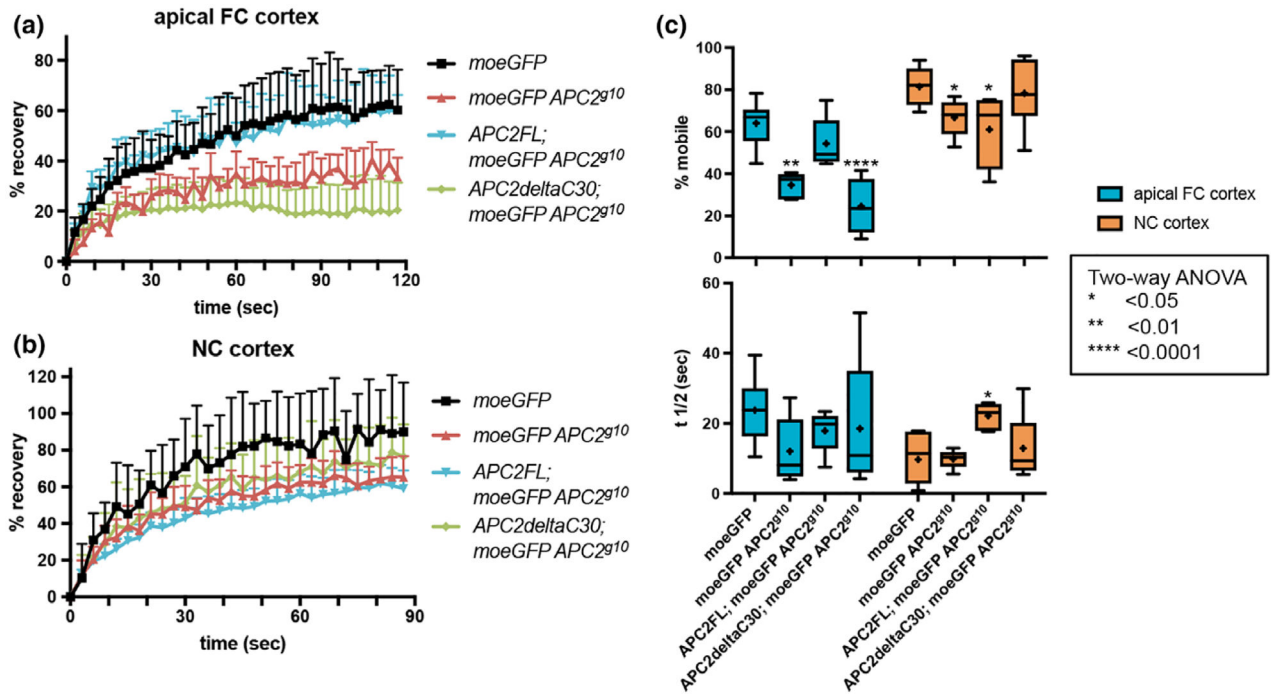 (a)
apical FC cortex
% recovery
80
60
40
20
0
0 30 60 90 120
time (sec)
moeGFP
moeGFP APC2g10
APC2FL;
moeGFP APC2g10
APC2deltaC30;
moeGFP APC2g10
(b)
NC cortex
% recovery
120
100
80
60
40
20
0
0 30 60 90
time (sec)
moeGFP
moeGFP APC2g10
APC2FL;
moeGFP APC2g10
APC2deltaC30;
moeGFP APC2g10
(c)
% mobile
100
80
60
40
20
0
** **** * *
t 1/2 (sec)
60
40
20
0
*
moeGFP
moeGFP APC2g10
APC2FL; moeGFP APC2g10
APC2deltaC30; moeGFP APC2g10
moeGFP
moeGFP APC2g10
APC2FL; moeGFP APC2g10
APC2deltaC30; moeGFP APC2g10
apical FC cortex
NC cortex
Two-way ANOVA
* <0.05
** <0.01
**** <0.0001